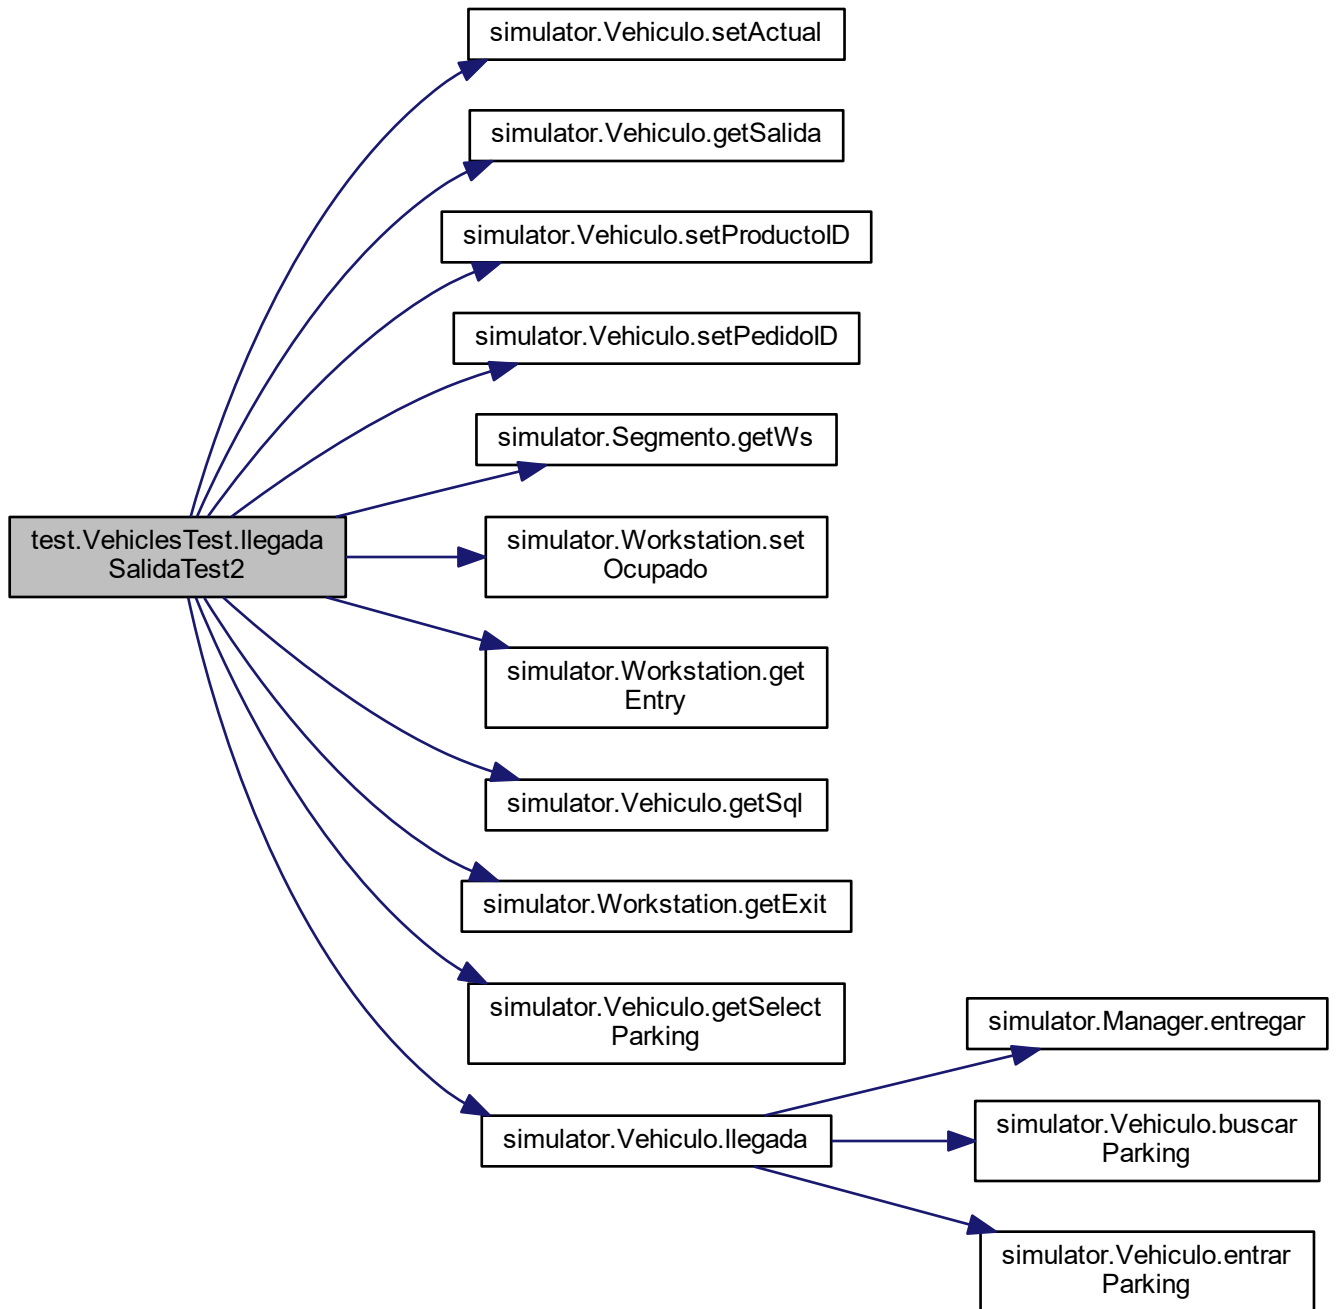 simulator.Vehiculo.setActual
simulator.Vehiculo.getSalida
simulator.Vehiculo.setProductoID
simulator.Vehiculo.setPedidoID
simulator.Segmento.getWs
test.VehiclesTest.llegada
SalidaTest2
simulator.Workstation.set
Ocupado
simulator.Workstation.get
Entry
simulator.Vehiculo.getSql
simulator.Workstation.getExit
simulator.Vehiculo.getSelect
Parking
simulator.Manager.entregar
simulator.Vehiculo.llegada
simulator.Vehiculo.buscar
Parking
simulator.Vehiculo.entrar
Parking